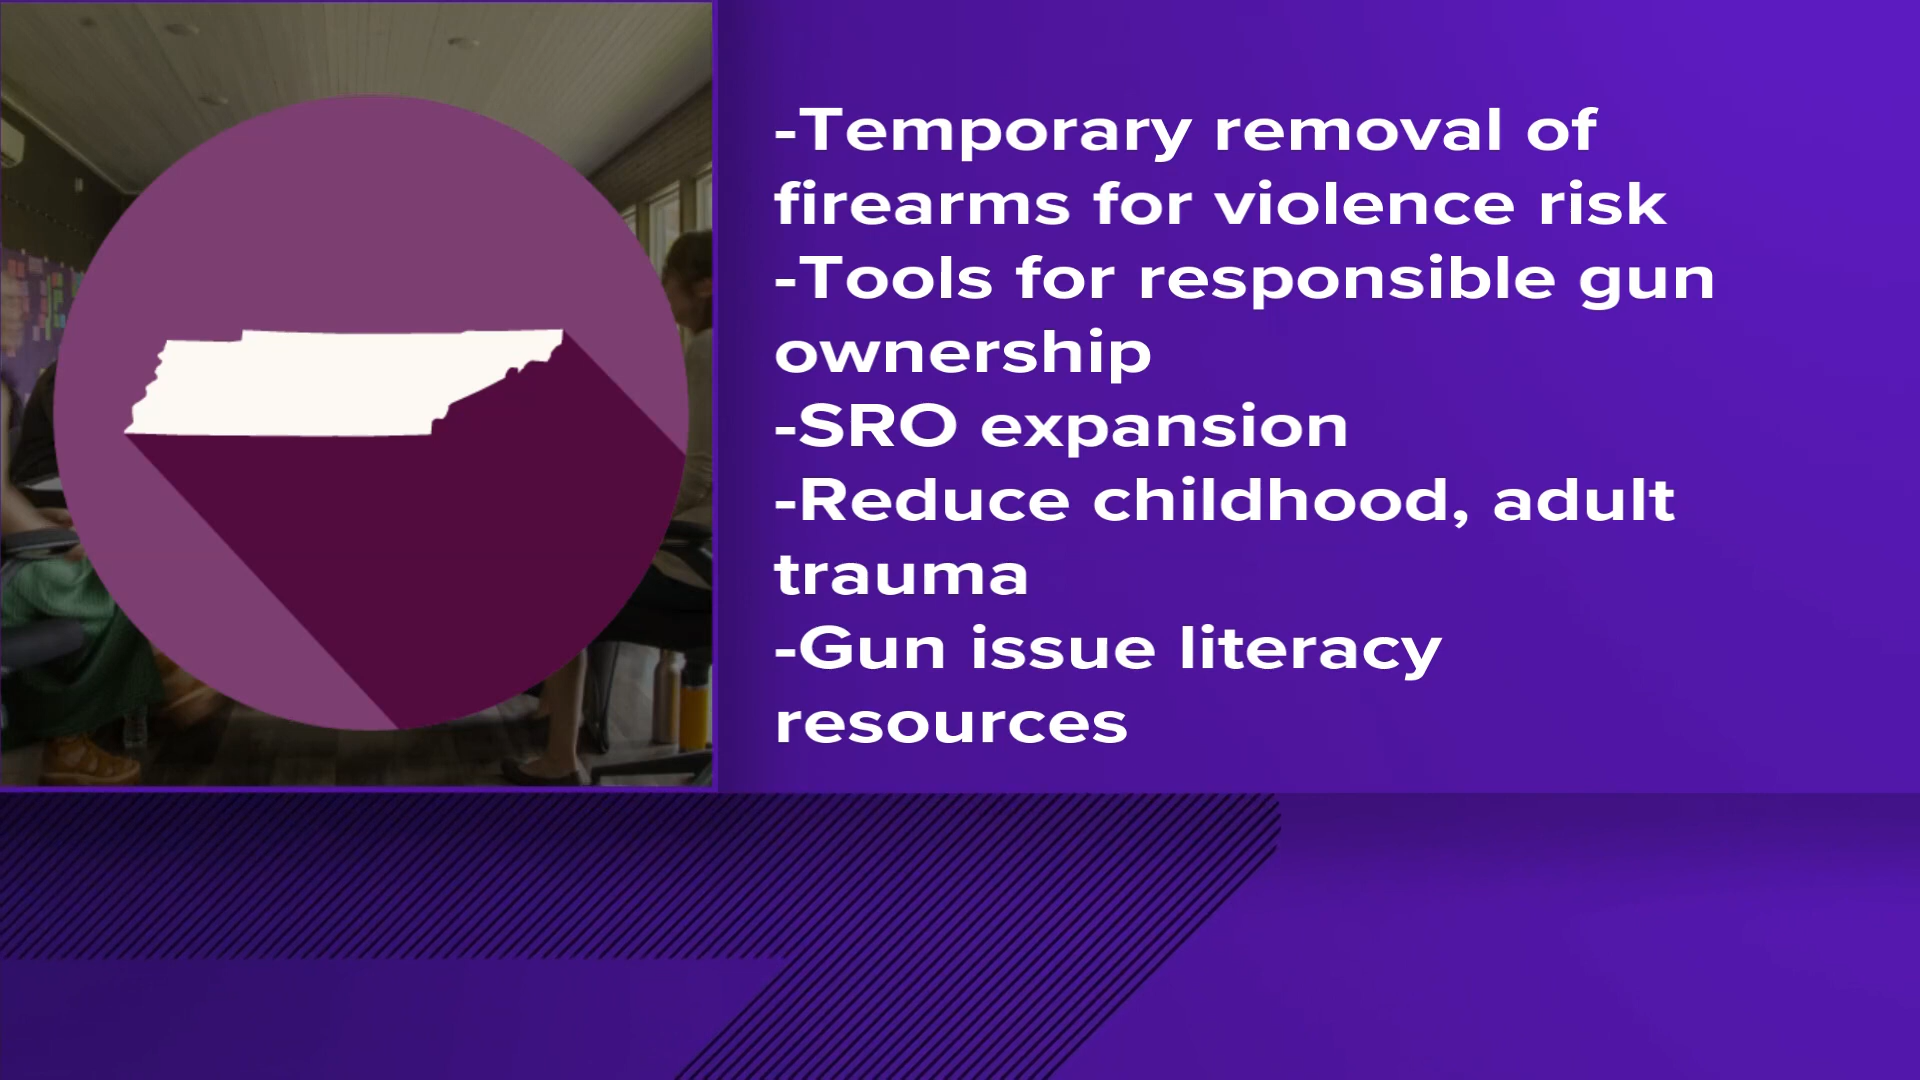 -Temporary removal of
firearms for violence risk
-Tools for responsible gun
ownership
-SRO expansion
-Reduce childhood, adult
trauma
-Gun issue literacy
resources